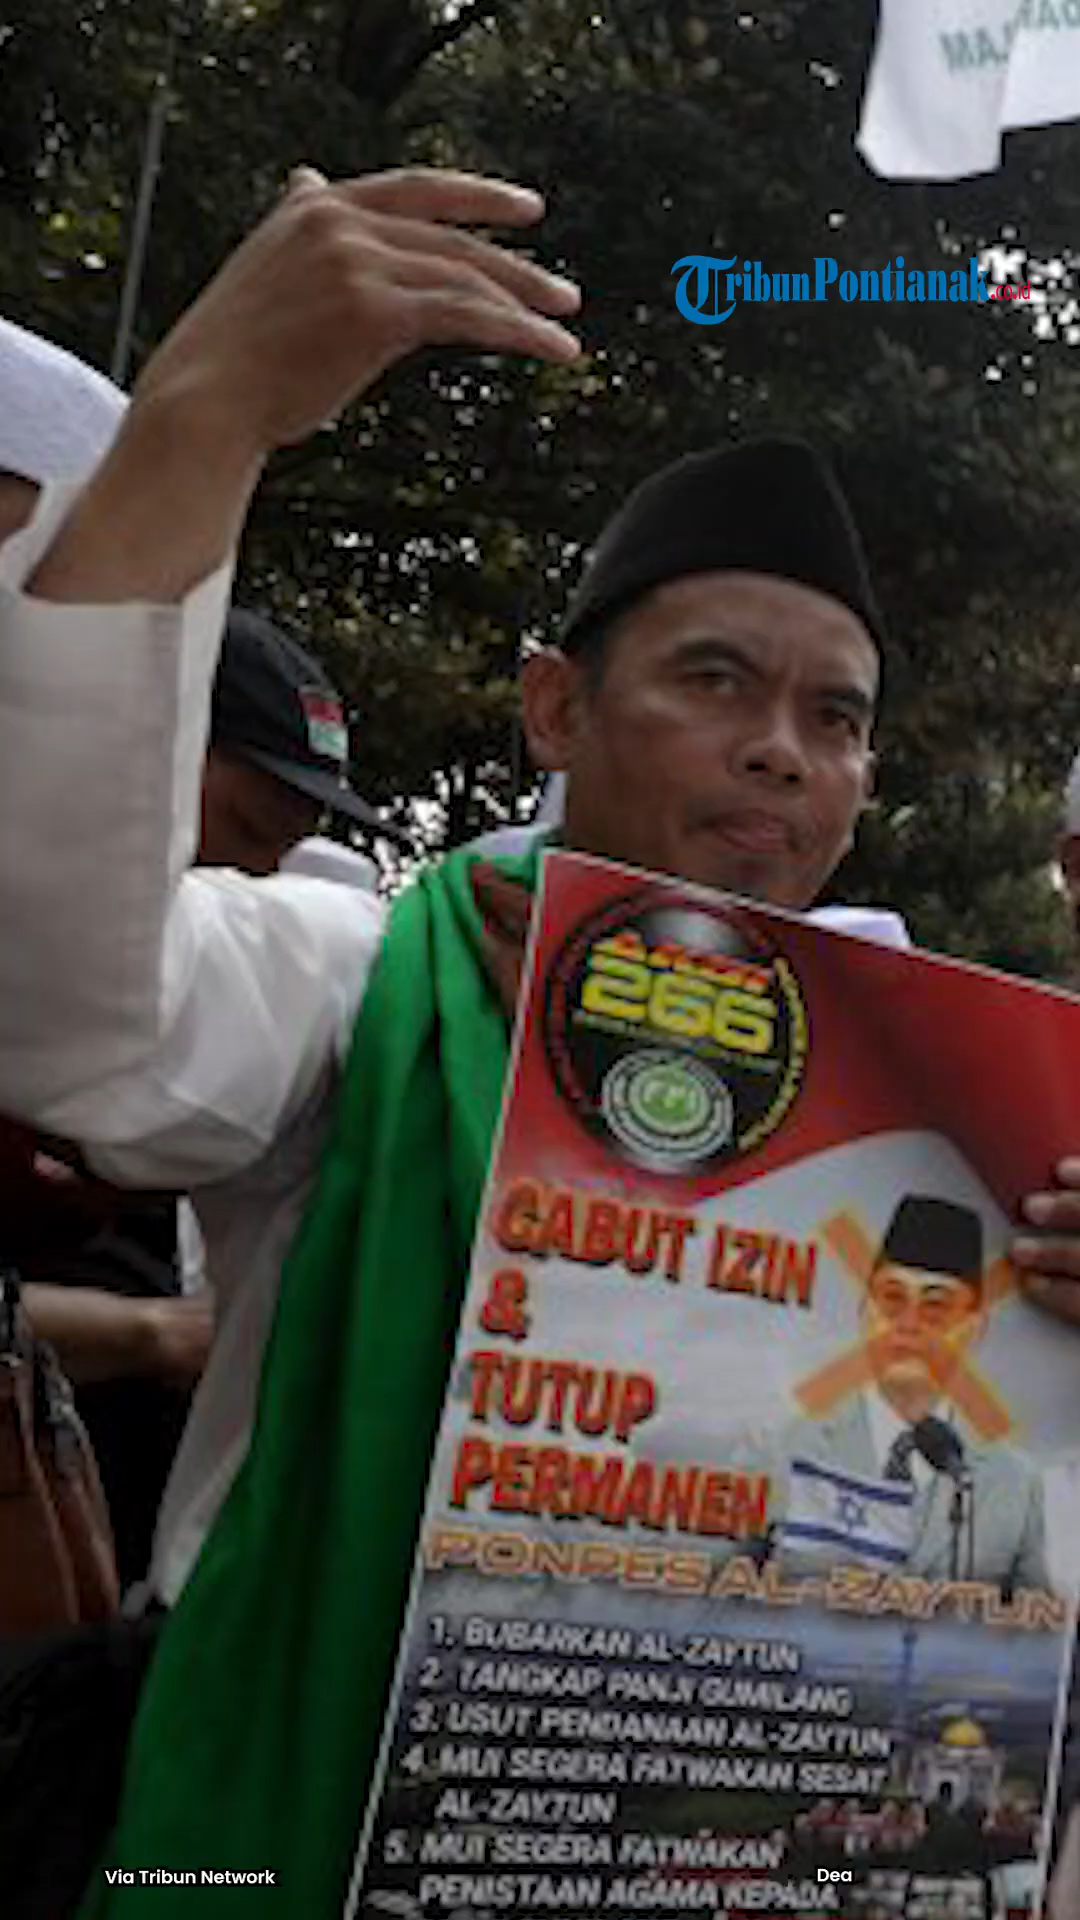 TribunPontianak.co.id
266
FPI
CABUT IZIN
&
TUTUP
PERMANEN
PONPES AL-ZAYTUN
1. BUBARKAN AL-ZAYTUN
2. TANGKAP PANJI GUMILANG
3. USUT PENDANAAN AL-ZAYTUN
4. MUI SEGERA FATWAKAN SESAT
AL-ZAYTUN
5. MUI SEGERA FATWAKAN
PENISTAAN AGAMA KEPADA
Via Tribun Network
Dea